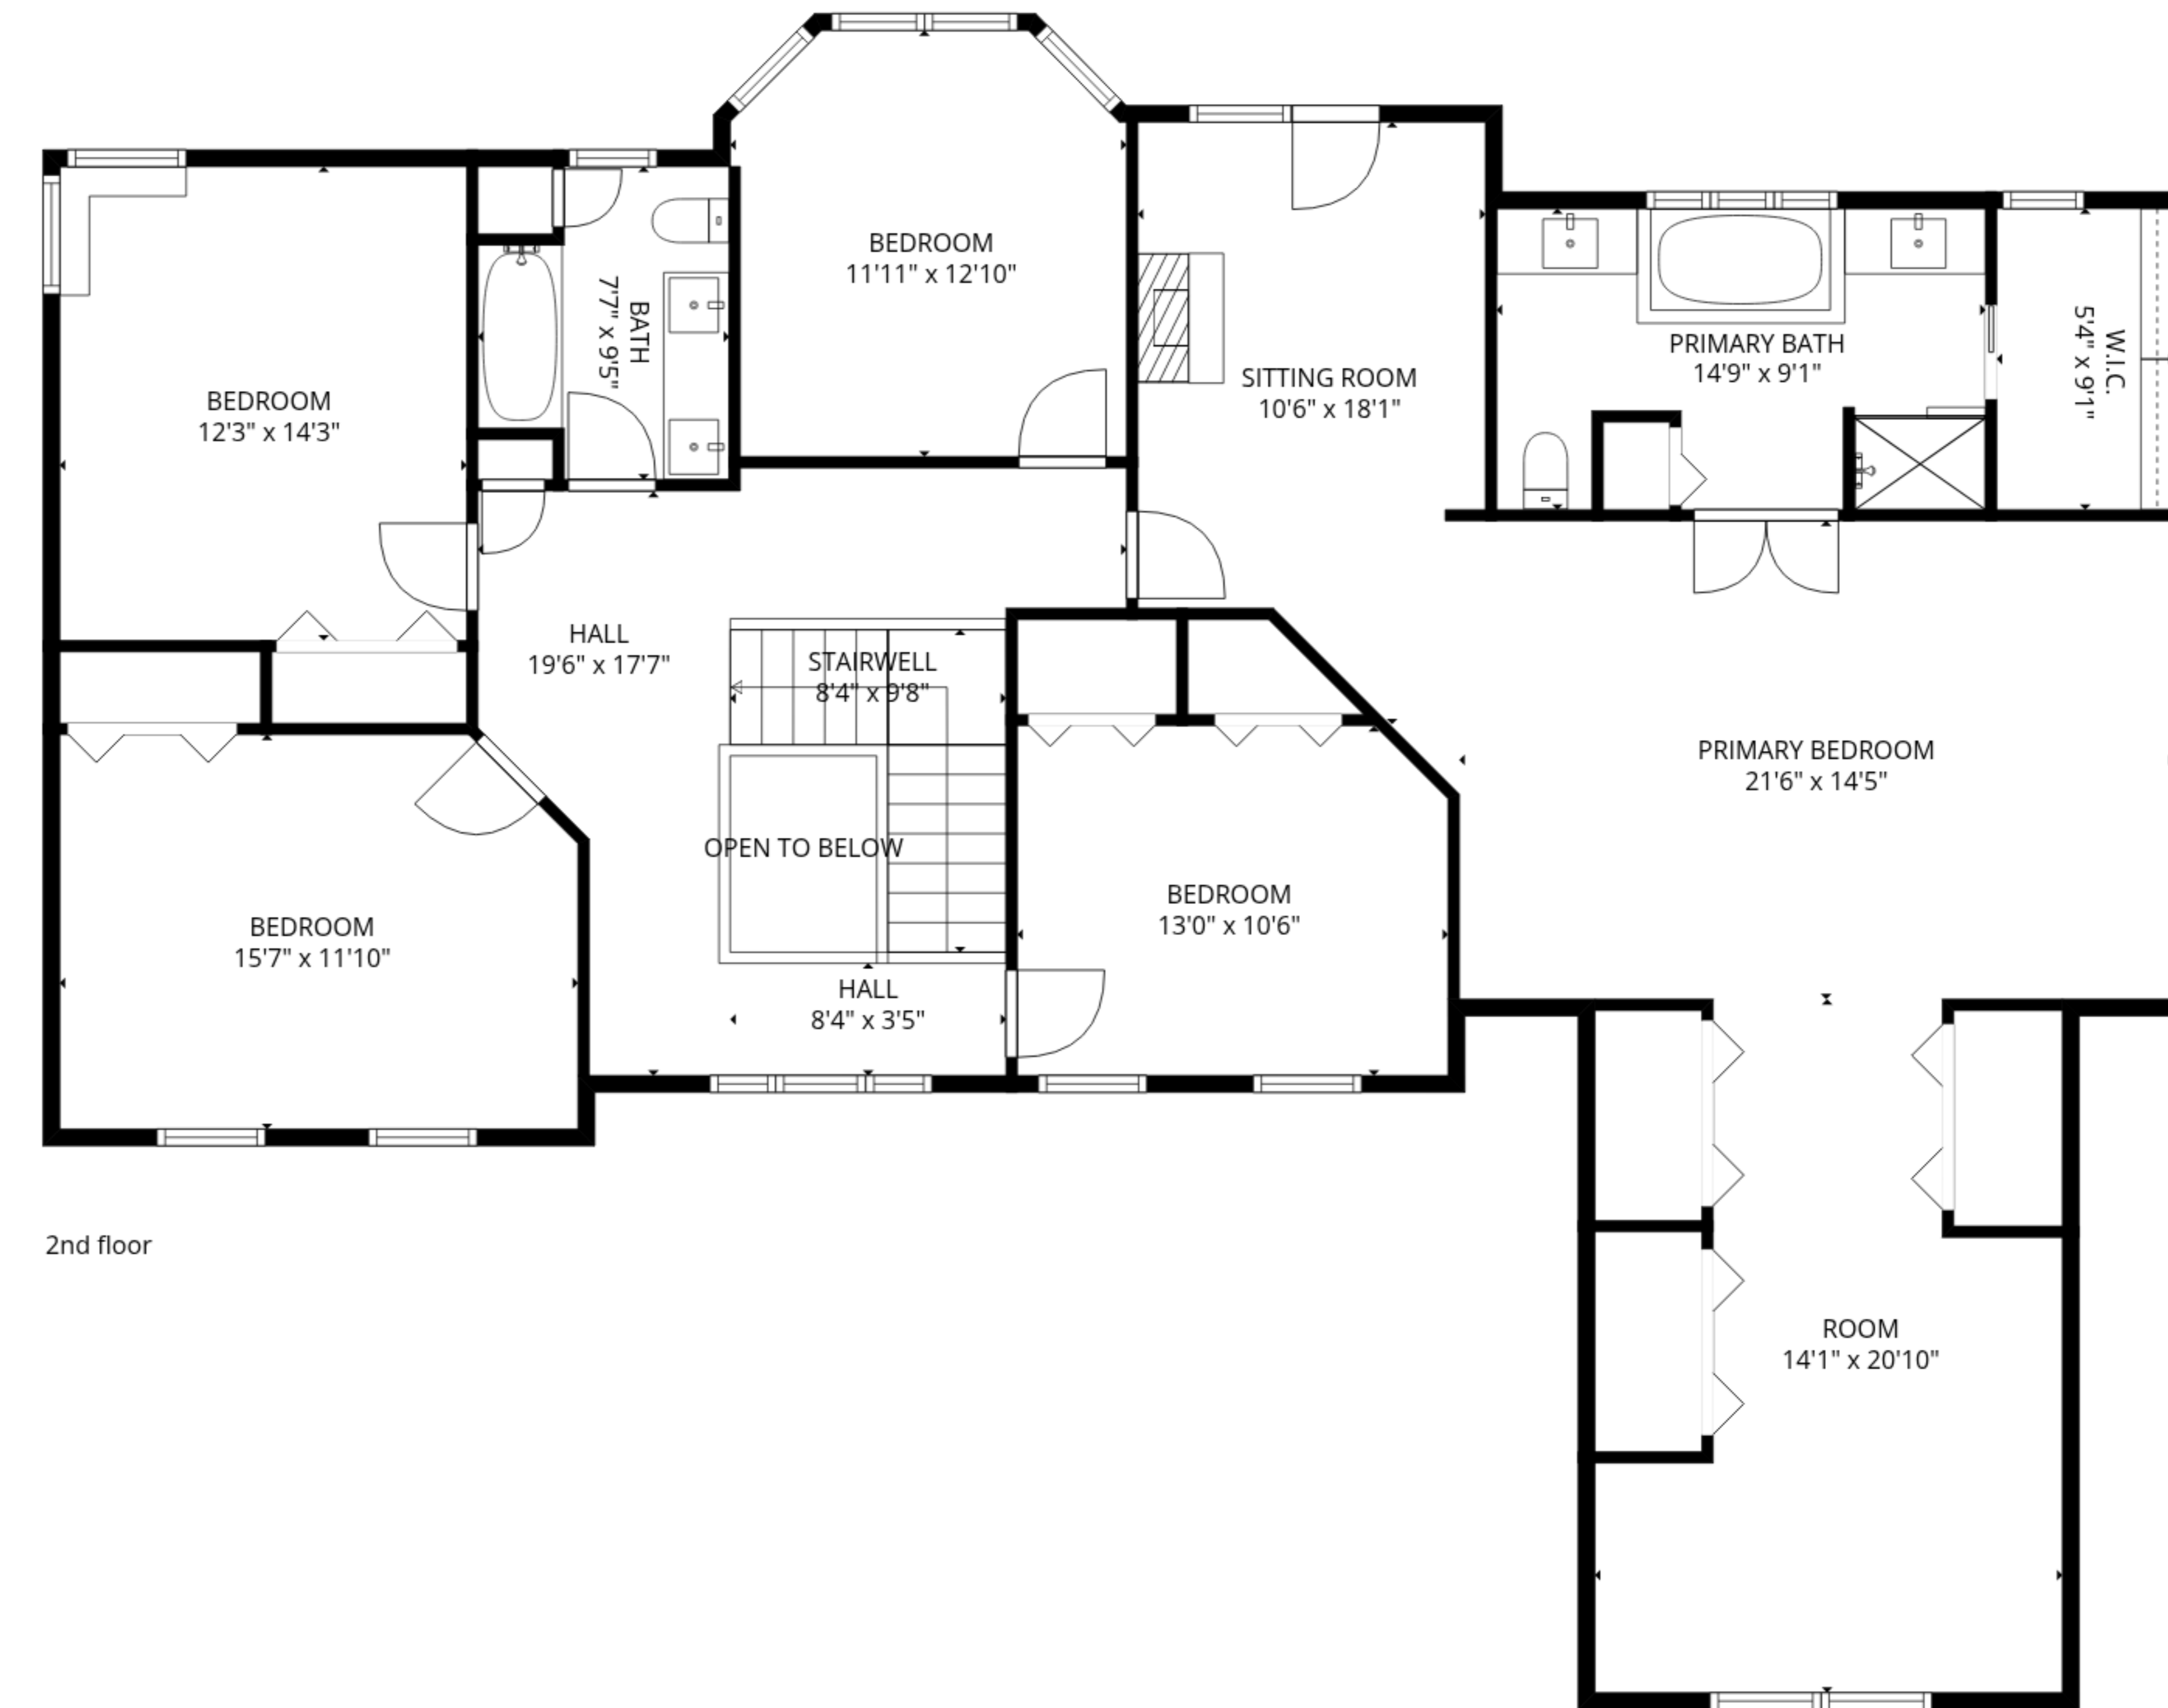 BEDROOM
11'11" x 12'10"
BATH
7'7" x 9'5"
BEDROOM
12'3" x 14'3"
SITTING ROOM
10'6" x 18'1"
PRIMARY BATH
14'9" x 9'1"
W.I.C.
5'4" x 9'1"
HALL
19'6" x 17'7"
STAIRWELL
8'4" x 9'8"
PRIMARY BEDROOM
21'6" x 14'5"
OPEN TO BELOW
BEDROOM
13'0" x 10'6"
BEDROOM
15'7" x 11'10"
HALL
8'4" x 3'5"
2nd floor
ROOM
14'1" x 20'10"